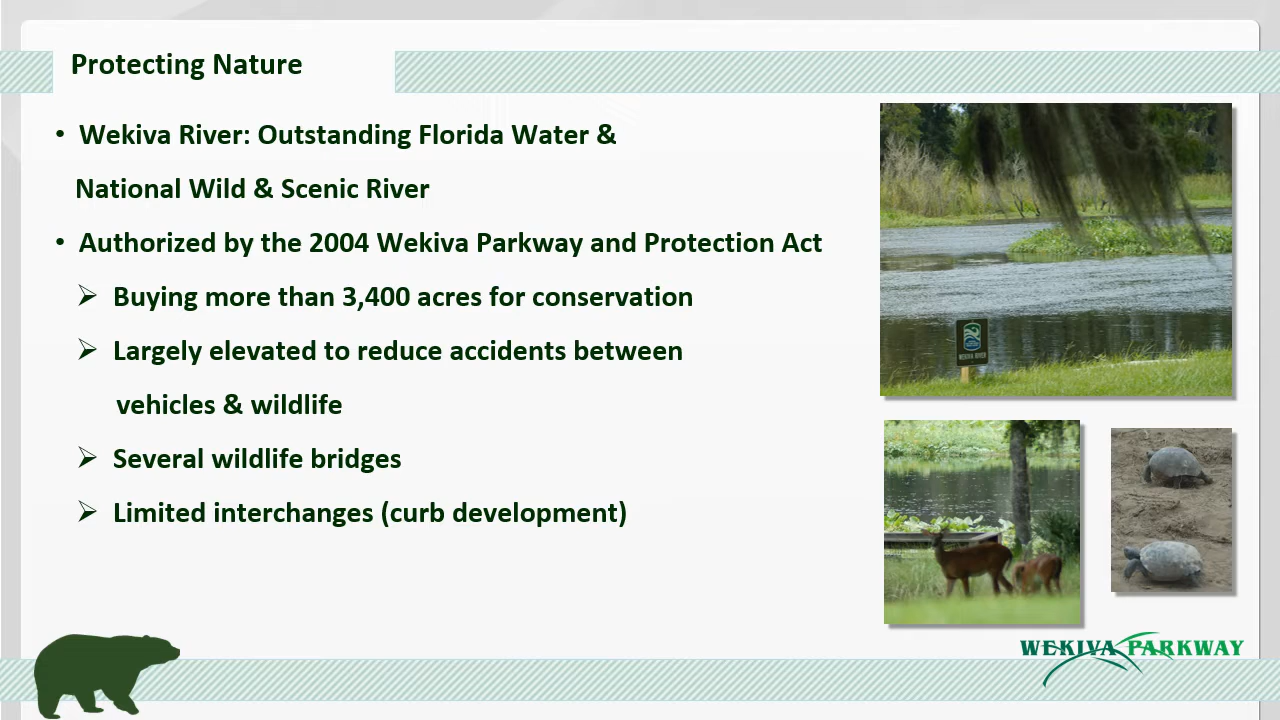 Protecting Nature
• Wekiva River: Outstanding Florida Water &
National Wild & Scenic River
• Authorized by the 2004 Wekiva Parkway and Protection Act
➢ Buying more than 3,400 acres for conservation
➢ Largely elevated to reduce accidents between
vehicles & wildlife
➢ Several wildlife bridges
➢ Limited interchanges (curb development)
WEKIVA RIVER
WEKIVA PARKWAY